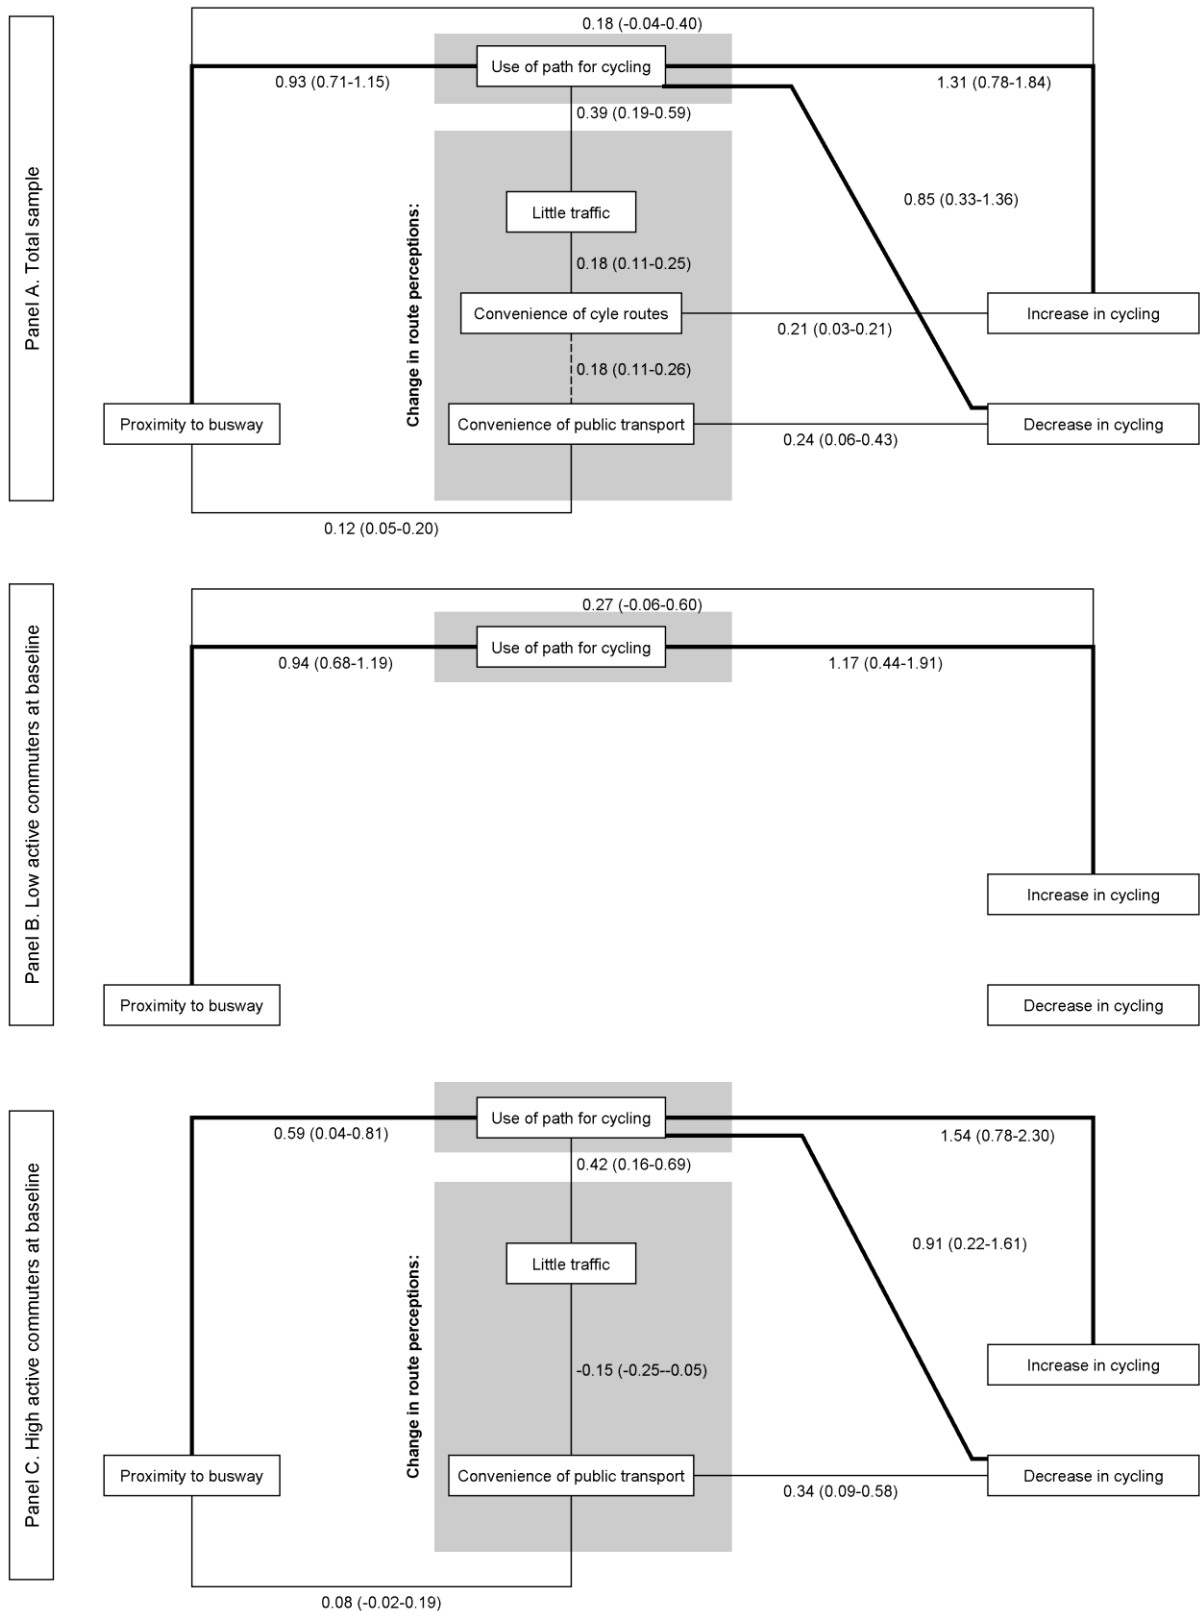 Panel A. Total sample
0.18 (-0.04-0.40)
Use of path for cycling
0.93 (0.71-1.15)
1.31 (0.78-1.84)
0.39 (0.19-0.59)
Change in route perceptions:
Little traffic
0.85 (0.33-1.36)
0.18 (0.11-0.25)
Convenience of cyle routes
Increase in cycling
0.21 (0.03-0.21)
0.18 (0.11-0.26)
Proximity to busway
Convenience of public transport
Decrease in cycling
0.24 (0.06-0.43)
0.12 (0.05-0.20)
Panel B. Low active commuters at baseline
0.27 (-0.06-0.60)
Use of path for cycling
0.94 (0.68-1.19)
1.17 (0.44-1.91)
Increase in cycling
Proximity to busway
Decrease in cycling
Panel C. High active commuters at baseline
Use of path for cycling
0.59 (0.04-0.81)
1.54 (0.78-2.30)
0.42 (0.16-0.69)
Change in route perceptions:
0.91 (0.22-1.61)
Little traffic
-0.15 (-0.25--0.05)
Increase in cycling
Proximity to busway
Convenience of public transport
Decrease in cycling
0.34 (0.09-0.58)
0.08 (-0.02-0.19)